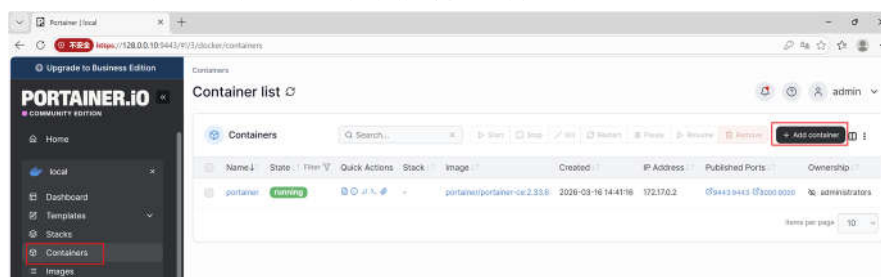 Portainer | local
不安全 https://128.0.0.10:9443/#!/3/docker/containers
Upgrade to Business Edition
PORTAINER.iO
COMMUNITY EDITION
Home
local
Dashboard
Templates
Stacks
Containers
Images
Containers
Container list
admin
Containers
Search...
Start
Stop
Kill
Restart
Pause
Resume
Remove
+ Add container
Name State Filter Quick Actions Stack Image Created IP Address Published Ports Ownership
portainer running - portainer/portainer-ce:2.33.6 2026-03-16 14:41:16 172.17.0.2 9443:9443 administrators
Items per page 10